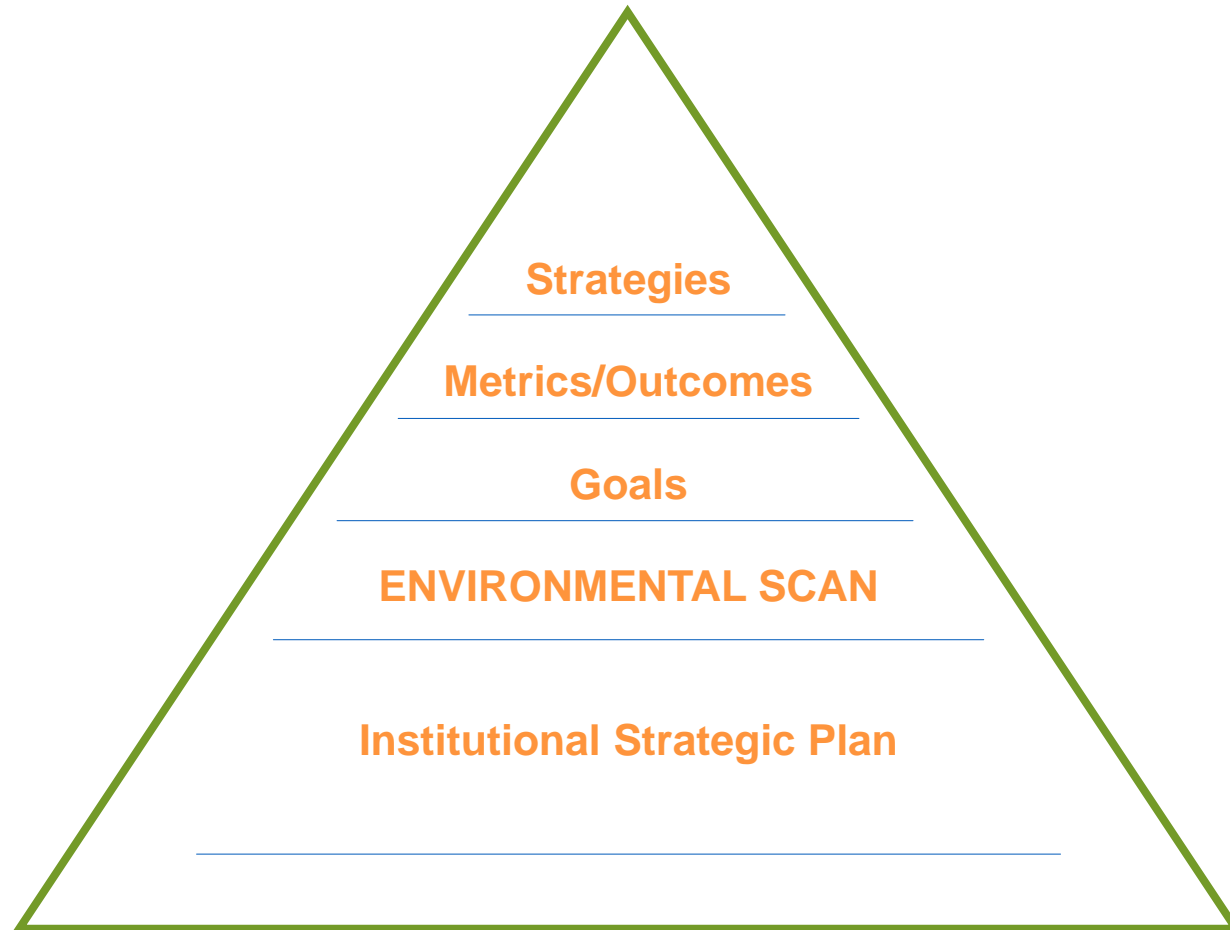 Strategies
Metrics/Outcomes
Goals
ENVIRONMENTAL SCAN
Institutional Strategic Plan